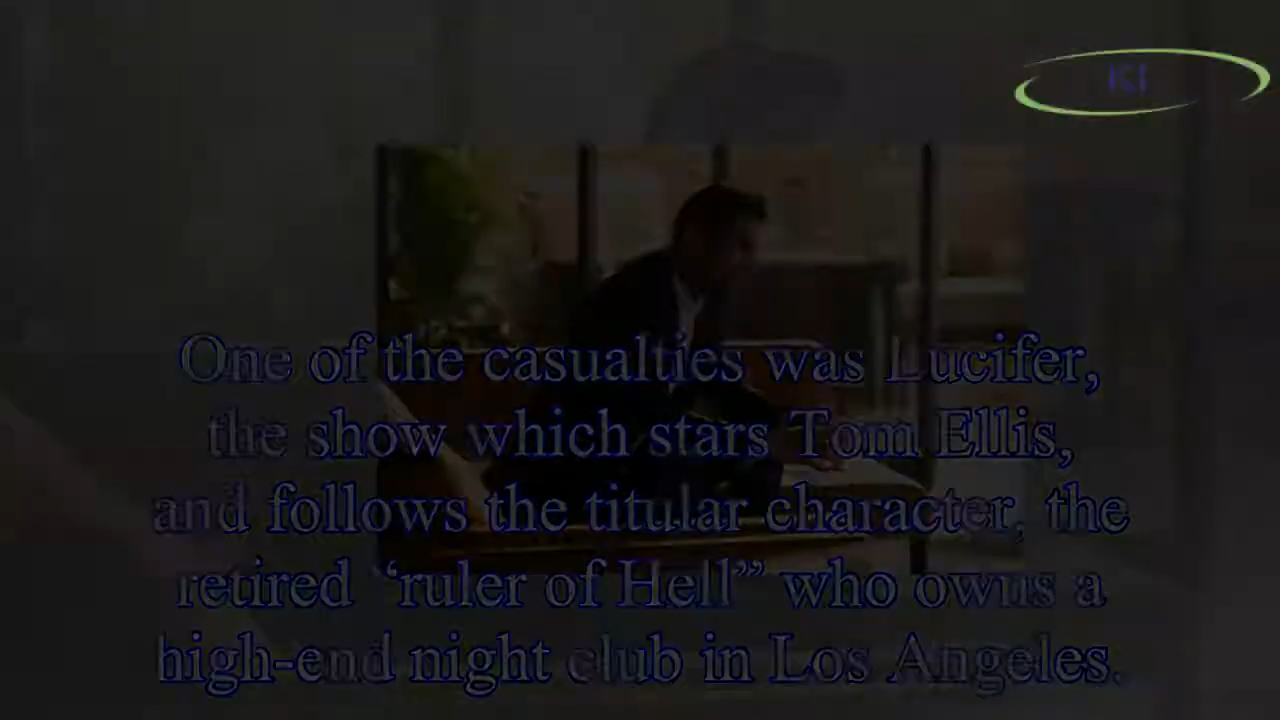 KI
One of the casualties was Lucifer,
the show which stars Tom Ellis,
and follows the titular character, the
retired ‘ruler of Hell”’ who owns a
high-end night club in Los Angeles.